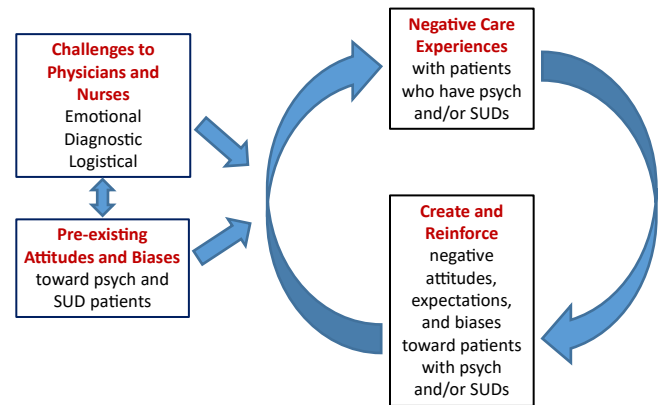 Challenges to
Physicians and
Nurses
Emotional
Diagnostic
Logistical
Pre-existing
Attitudes and Biases
toward psych and
SUD patients
Negative Care
Experiences
with patients
who have psych
and/or SUDs
Create and
Reinforce
negative
attitudes,
expectations,
and biases
toward patients
with psych
and/or SUDs